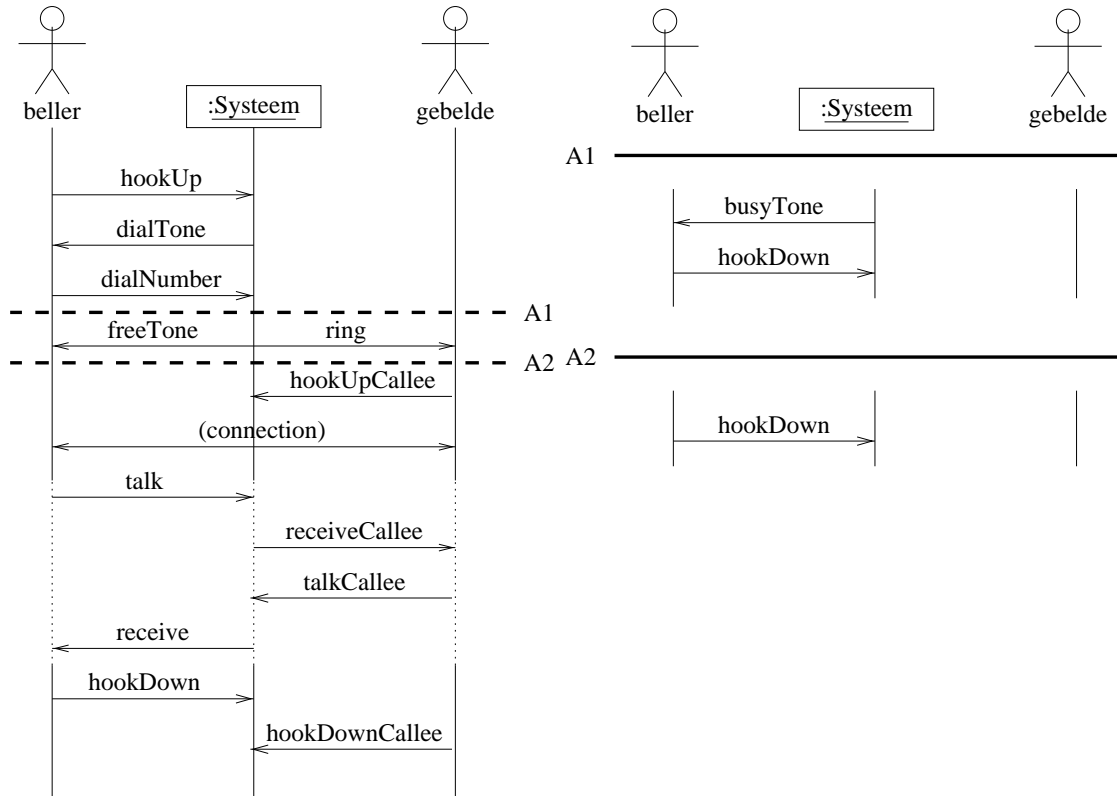 beller
:Systeem
gebelde
hookUp
dialTone
dialNumber
A1
freeTone
ring
A2
hookUpCallee
(connection)
talk
receiveCallee
talkCallee
receive
hookDown
hookDownCallee
beller
:Systeem
gebelde
A1
busyTone
hookDown
A2
hookDown